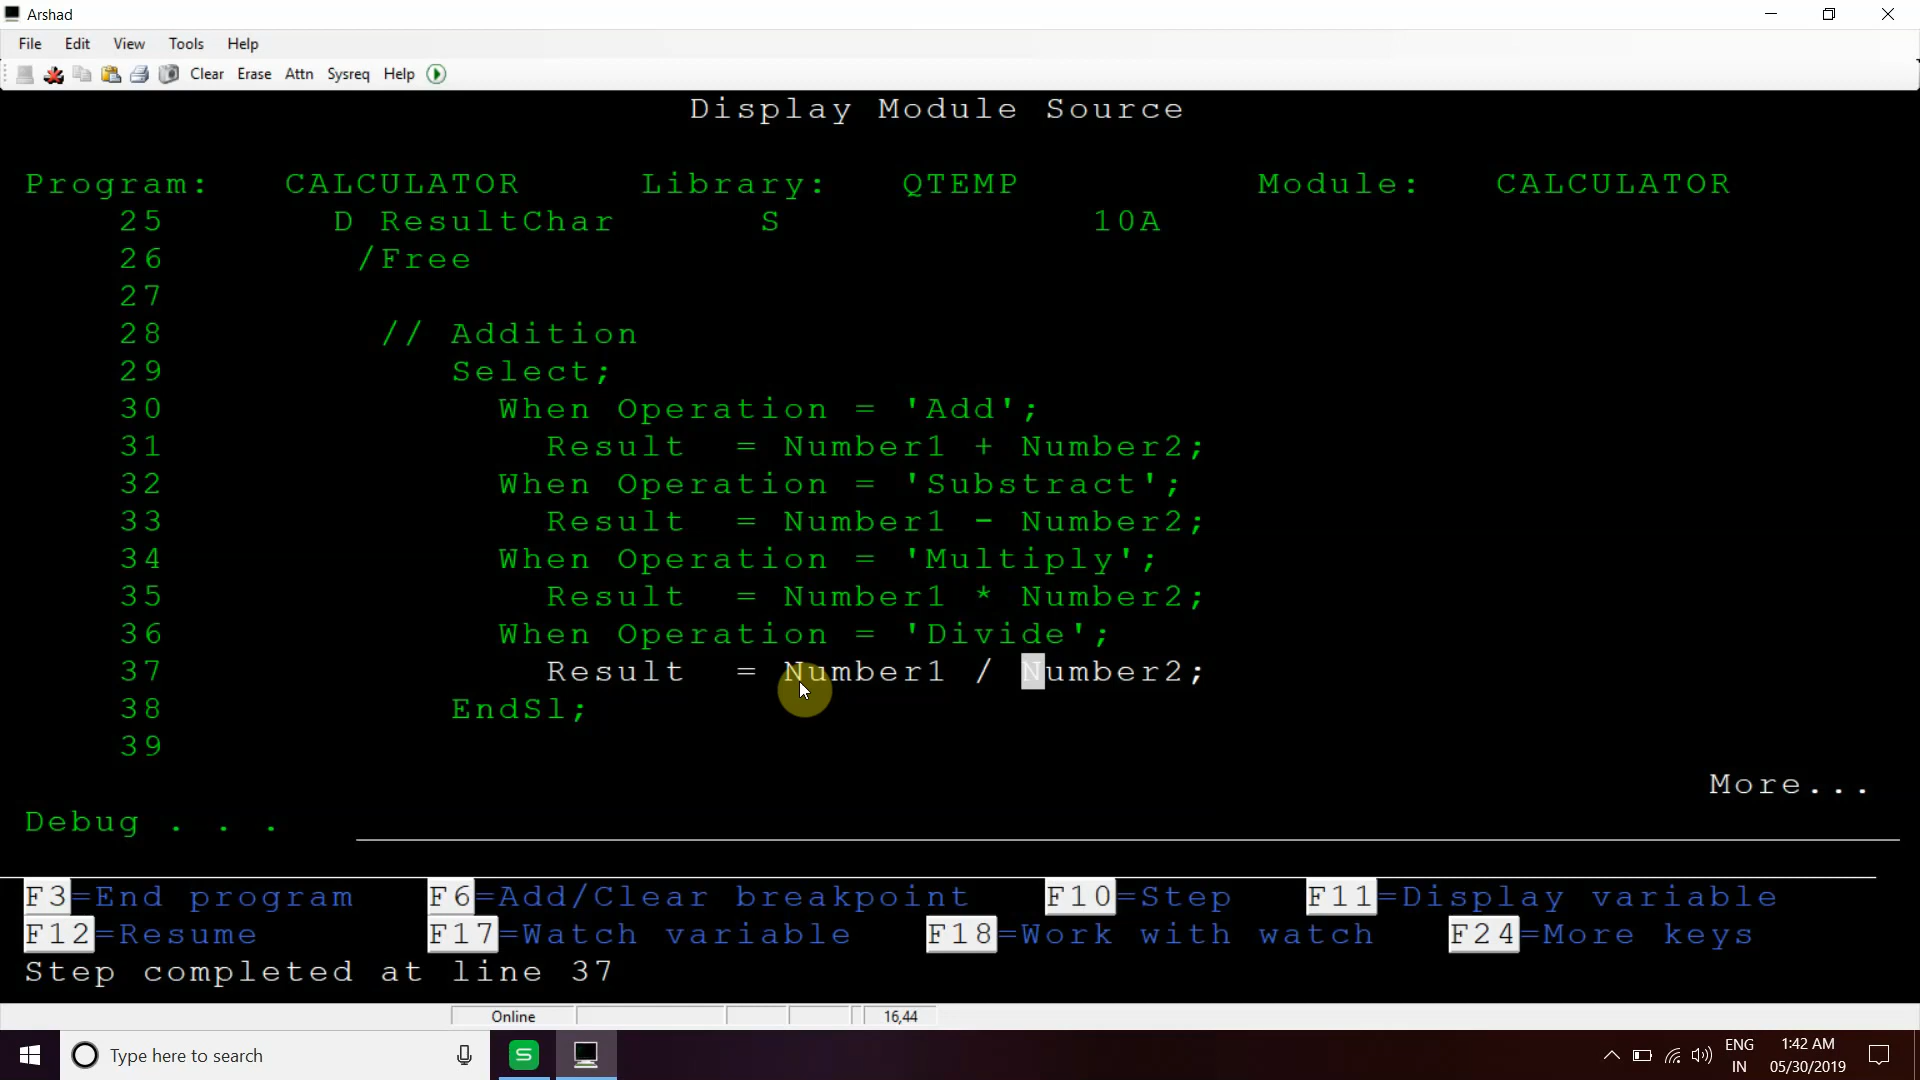 Arshad
File Edit View Tools Help
Clear Erase Attn Sysreq Help
Display Module Source
Program: CALCULATOR Library: QTEMP Module: CALCULATOR
25 D ResultChar S 10A
26 /Free
27
28 // Addition
29 Select;
30 When Operation = 'Add';
31 Result = Number1 + Number2;
32 When Operation = 'Substract';
33 Result = Number1 - Number2;
34 When Operation = 'Multiply';
35 Result = Number1 * Number2;
36 When Operation = 'Divide';
37 Result = Number1 / Number2;
38 EndSl;
39
More...
Debug . . .
F3=End program F6=Add/Clear breakpoint F10=Step F11=Display variable
F12=Resume F17=Watch variable F18=Work with watch F24=More keys
Step completed at line 37
Online 16,44
Type here to search S ENG 1:42 AM
IN 05/30/2019